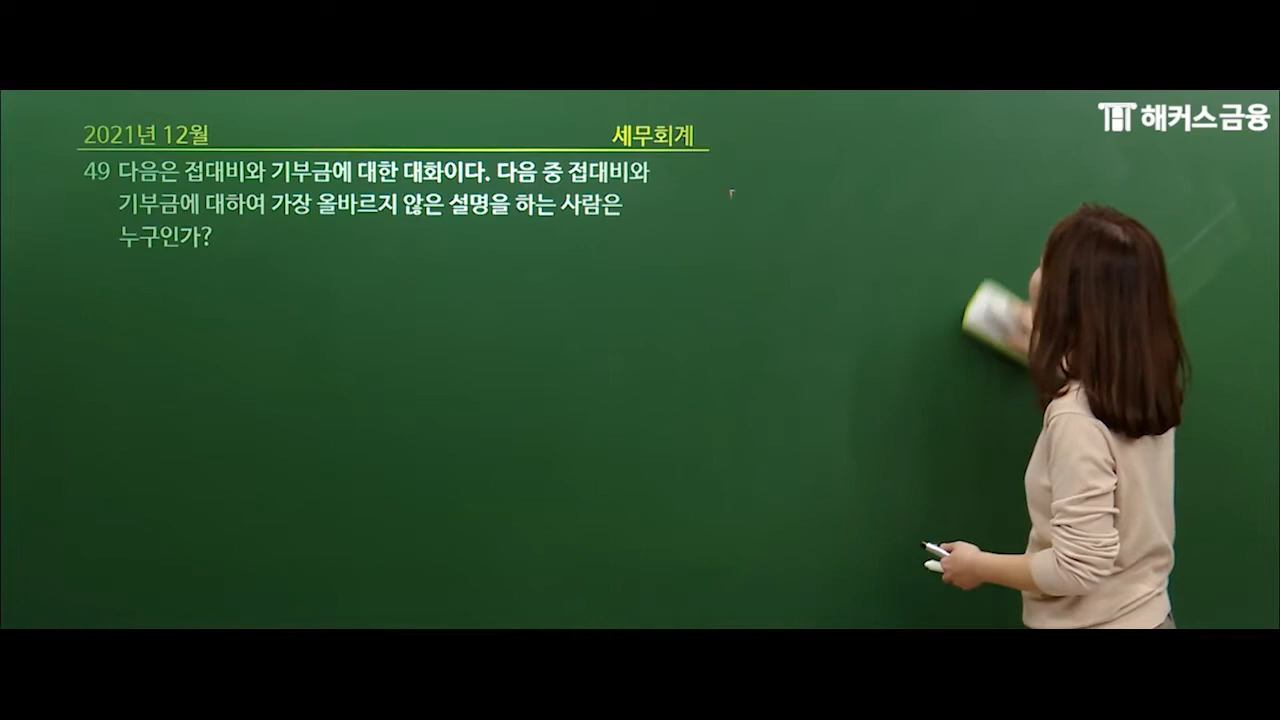 해커스금융
2021년 12월 세무회계
49 다음은 접대비와 기부금에 대한 대화이다. 다음 중 접대비와
기부금에 대하여 가장 올바르지 않은 설명을 하는 사람은
누구인가?